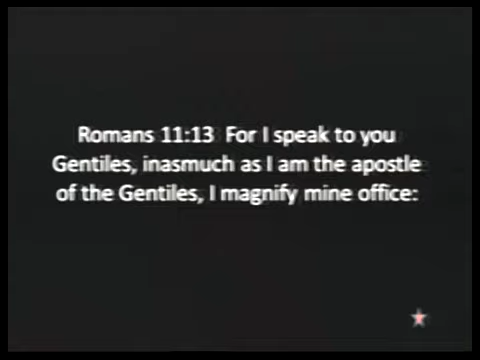 Romans 11:13 For I speak to you
Gentiles, inasmuch as I am the apostle
of the Gentiles, I magnify mine office: